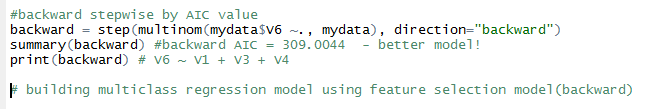 #backward stepwise by AIC value
backward = step(multinom(mydata$V6 ~., mydata), direction="backward")
summary(backward) #backward AIC = 309.0044  - better model!
print(backward) # V6 ~ V1 + V3 + V4
# building multiclass regression model using feature selection model(backward)